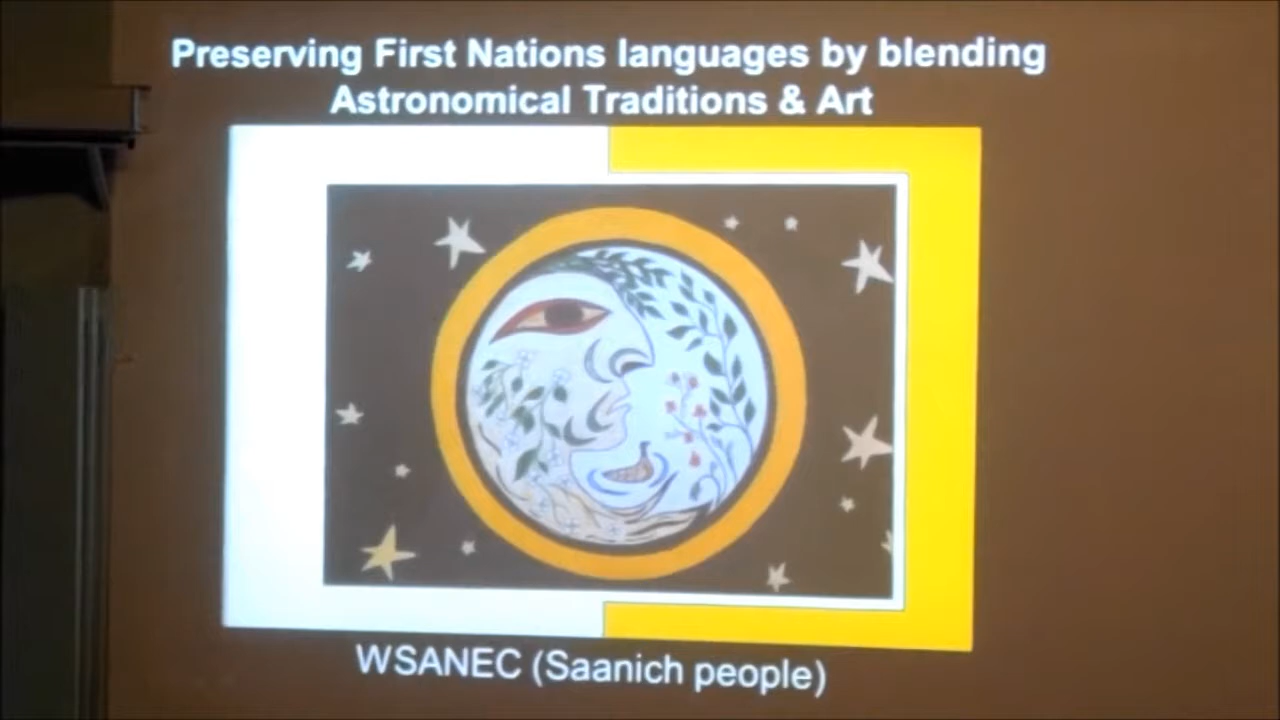 Preserving First Nations languages by blending
Astronomical Traditions & Art
WSANEC (Saanich people)